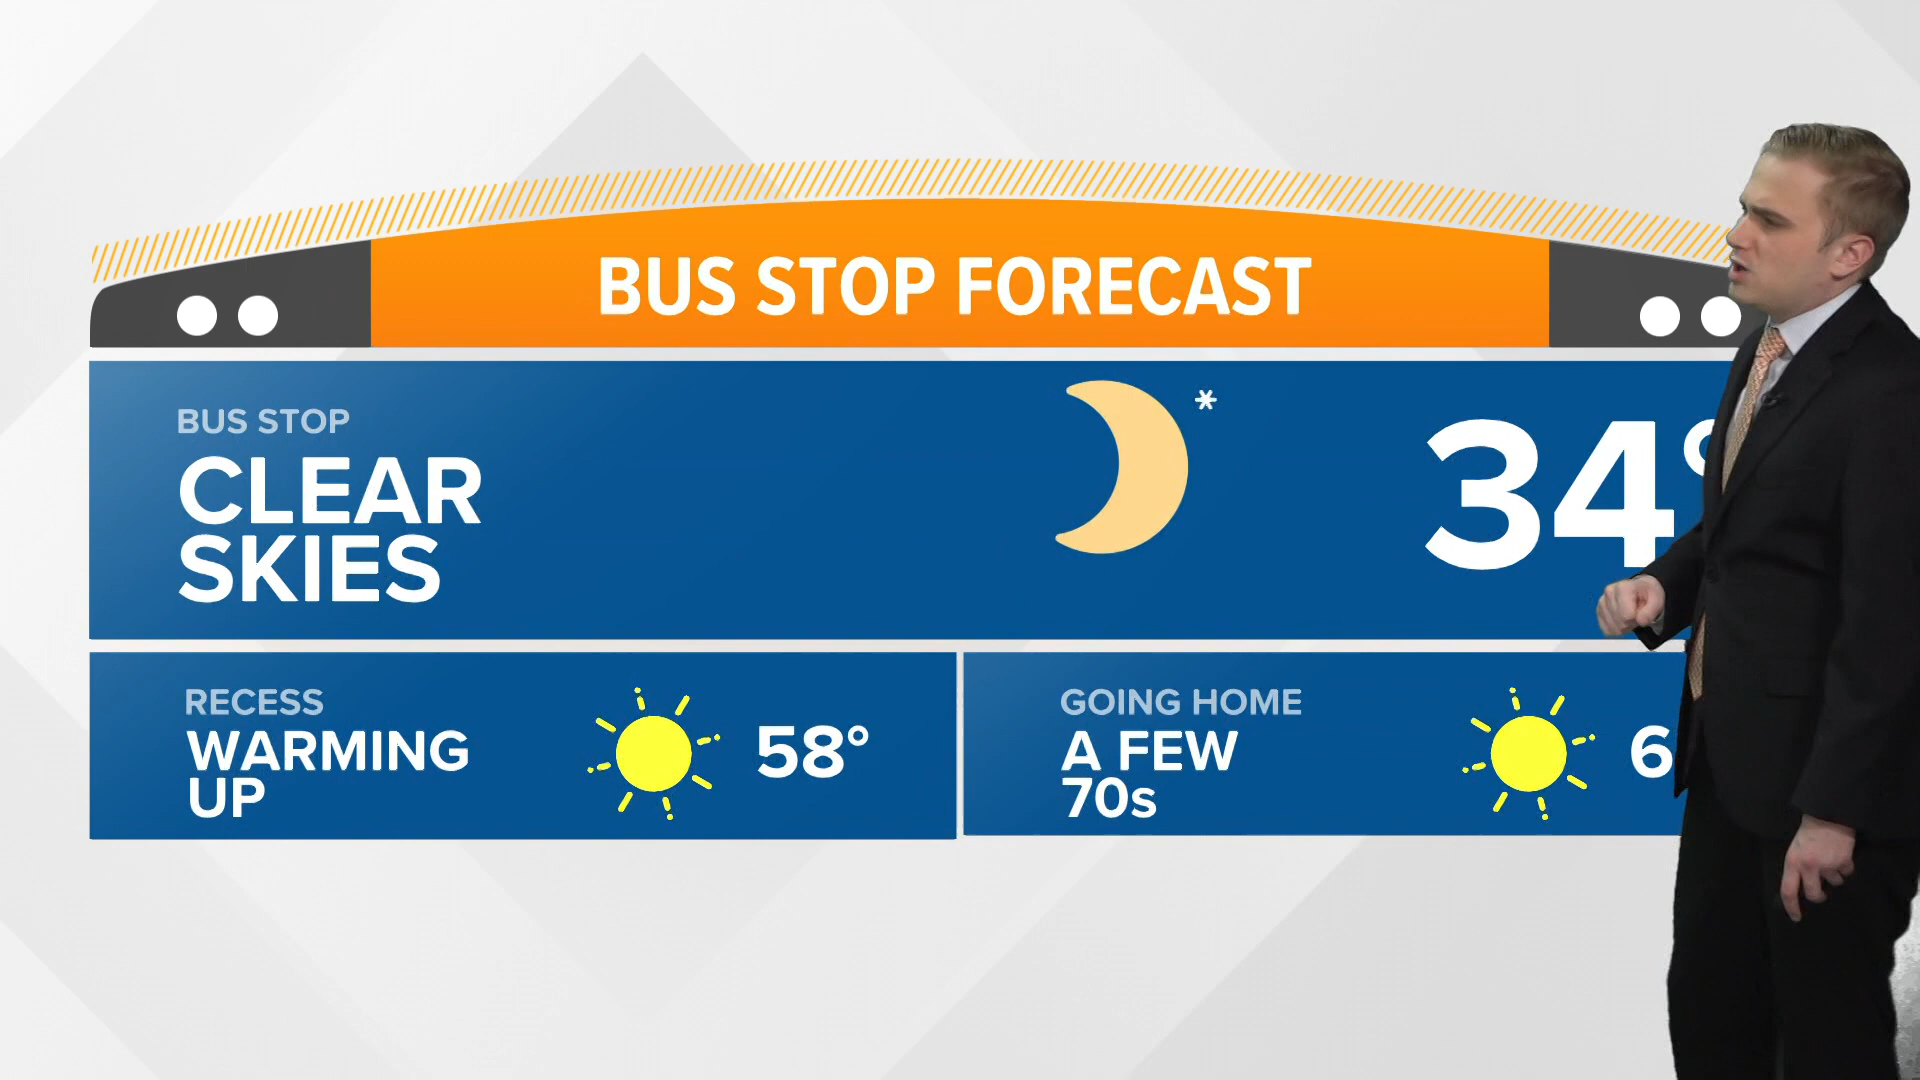 BUS STOP FORECAST
BUS STOP
CLEAR
SKIES
34°
RECESS
WARMING
UP
58°
GOING HOME
A FEW
70s
6